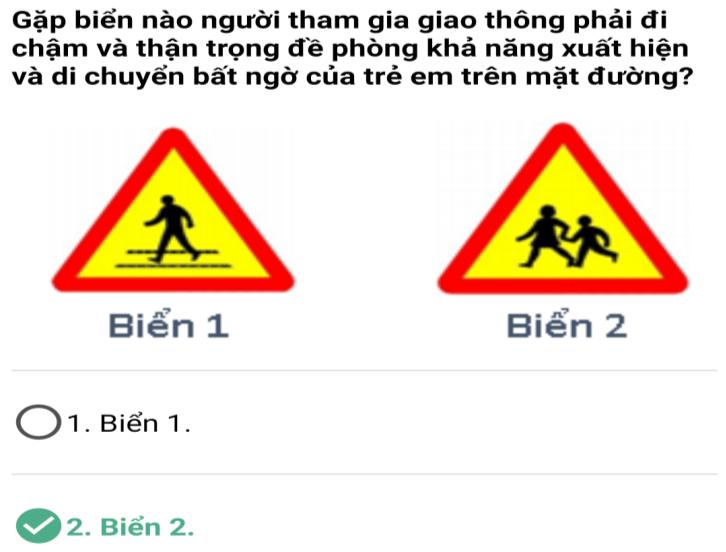 Gặp biển nào người tham gia giao thông phải đi
chậm và thận trọng đề phòng khả năng xuất hiện
và di chuyển bất ngờ của trẻ em trên mặt đường?
Biển 1
Biển 2
1. Biển 1.
2. Biển 2.